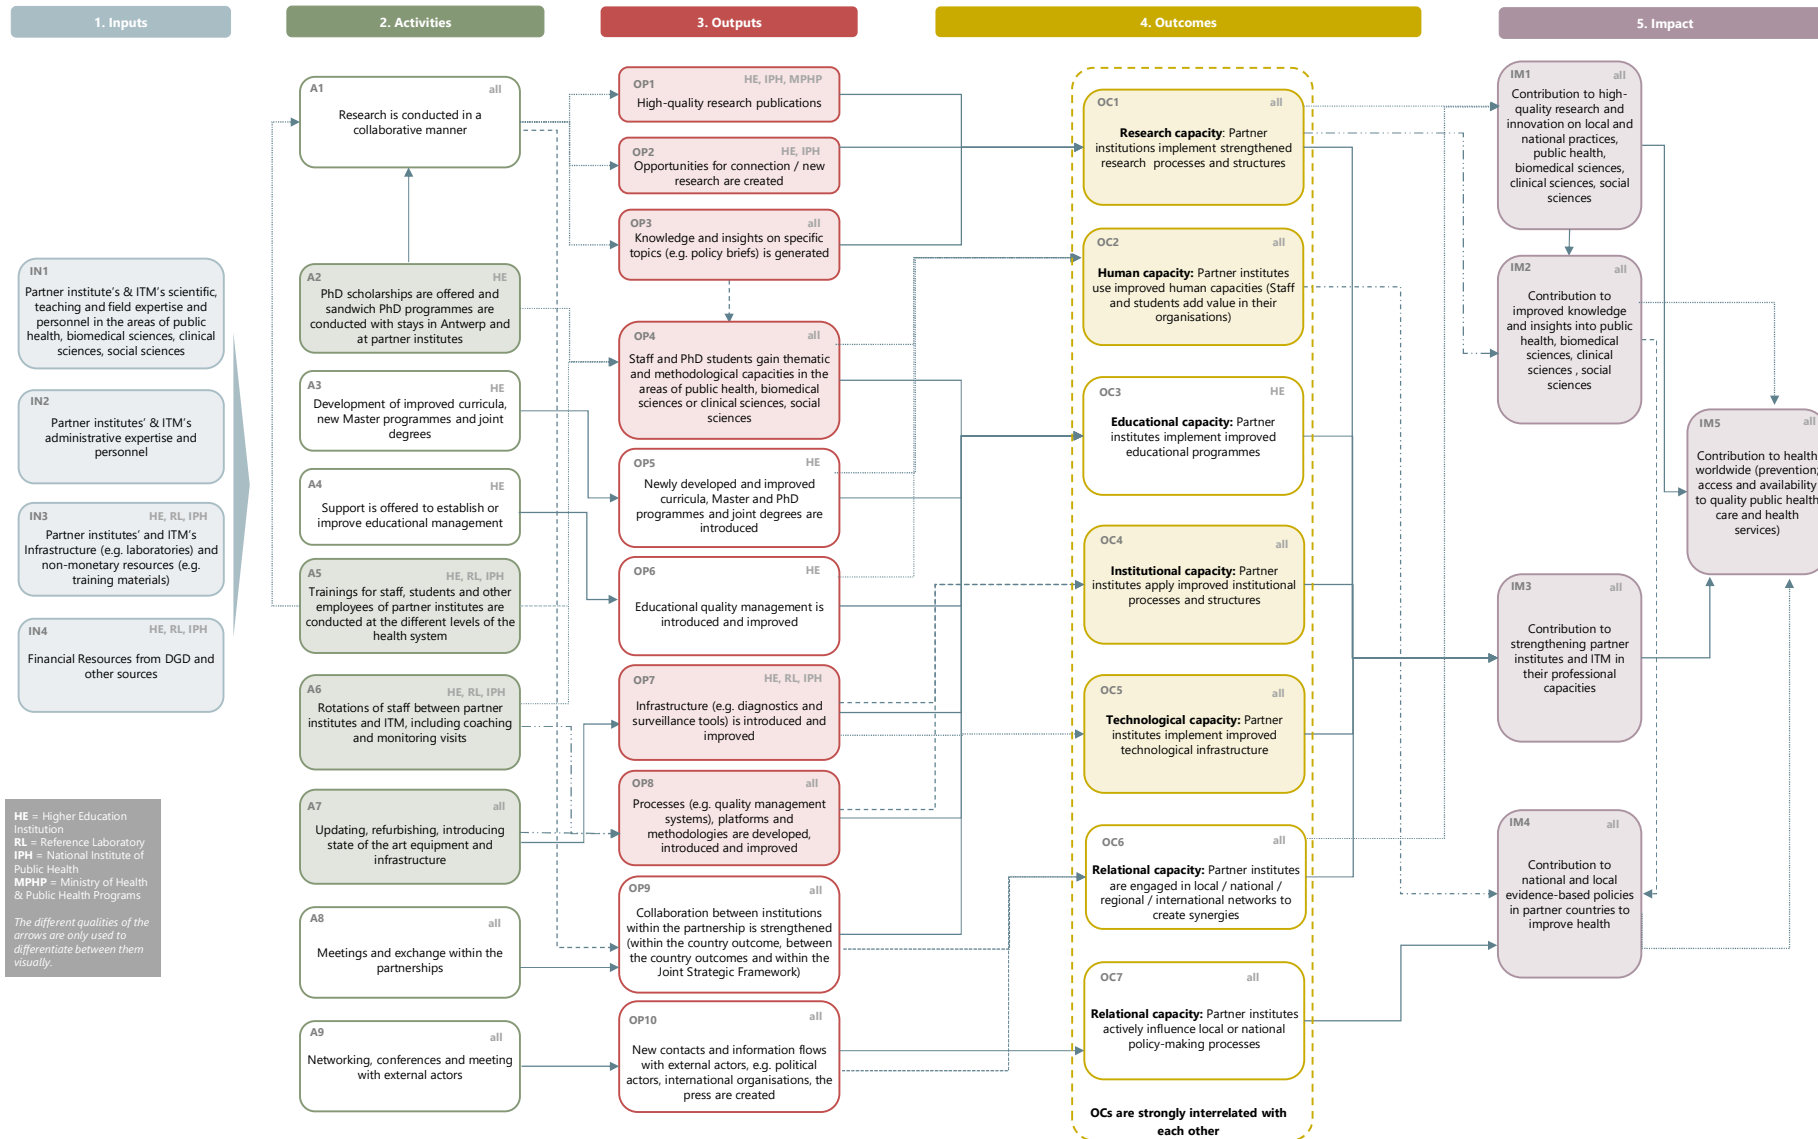 1. Inputs
2. Activities
3. Outputs
4. Outcomes
5. Impact
IN1
Partner institute's & ITM's scientific,
teaching and field expertise and
personnel in the areas of public
health, biomedical sciences, clinical
sciences, social sciences
IN2
Partner institutes' & ITM's
administrative expertise and
personnel
IN3
HE, RL, IPH
Partner institutes' and ITM's
Infrastructure (e.g. laboratories) and
non-monetary resources (e.g.
training materials)
IN4
HE, RL, IPH
Financial Resources from DGD and
other sources
HE = Higher Education
Institution
RL = Reference Laboratory
IPH = National Institute of
Public Health
MPHP = Ministry of Health
& Public Health Programs
The different qualities of the
arrows are only used to
differentiate between them
visually.
A1
all
Research is conducted in a
collaborative manner
A2
HE
PhD scholarships are offered and
sandwich PhD programmes are
conducted with stays in Antwerp and
at partner institutes
A3
HE
Development of improved curricula,
new Master programmes and joint
degrees
A4
HE
Support is offered to establish or
improve educational management
A5
HE, RL, IPH
Trainings for staff, students and other
employees of partner institutes are
conducted at the different levels of the
health system
A6
HE, RL, IPH
Rotations of staff between partner
institutes and ITM, including coaching
and monitoring visits
A7
all
Updating, refurbishing, introducing
state of the art equipment and
infrastructure
A8
all
Meetings and exchange within the
partnerships
A9
all
Networking, conferences and meeting
with external actors
OP1
HE, IPH, MPHP
High-quality research publications
OP2
HE, IPH
Opportunities for connection / new
research are created
OP3
all
Knowledge and insights on specific
topics (e.g. policy briefs) is generated
OP4
all
Staff and PhD students gain thematic
and methodological capacities in the
areas of public health, biomedical
sciences or clinical sciences, social
sciences
OP5
HE
Newly developed and improved
curricula, Master and PhD
programmes and joint degrees are
introduced
OP6
HE
Educational quality management is
introduced and improved
OP7
HE, RL, IPH
Infrastructure (e.g. diagnostics and
surveillance tools) is introduced and
improved
OP8
all
Processes (e.g. quality management
systems), platforms and
methodologies are developed,
introduced and improved
OP9
all
Collaboration between institutions
within the partnership is strengthened
(within the country outcome, between
the country outcomes and within the
Joint Strategic Framework)
OP10
all
New contacts and information flows
with external actors, e.g. political
actors, international organisations, the
press are created
OC1
all
Research capacity: Partner
institutions implement strengthened
research processes and structures
OC2
all
Human capacity: Partner institutes
use improved human capacities (Staff
and students add value in their
organisations)
OC3
HE
Educational capacity: Partner
institutes implement improved
educational programmes
OC4
all
Institutional capacity: Partner
institutes apply improved institutional
processes and structures
OC5
all
Technological capacity: Partner
institutes implement improved
technological infrastructure
OC6
all
Relational capacity: Partner institutes
are engaged in local / national /
regional / international networks to
create synergies
OC7
all
Relational capacity: Partner institutes
actively influence local or national
policy-making processes
OCs are strongly interrelated with
each other
IM1
all
Contribution to high-
quality research and
innovation on local and
national practices,
public health,
biomedical sciences,
clinical sciences, social
sciences
IM2
all
Contribution to
improved knowledge
and insights into public
health, biomedical
sciences, clinical
sciences , social
sciences
IM3
all
Contribution to
strengthening partner
institutes and ITM in
their professional
capacities
IM4
all
Contribution to
national and local
evidence-based policies
in partner countries to
improve health
IM5
all
Contribution to health
worldwide (prevention;
access and availability
to quality public health
care and health
services)